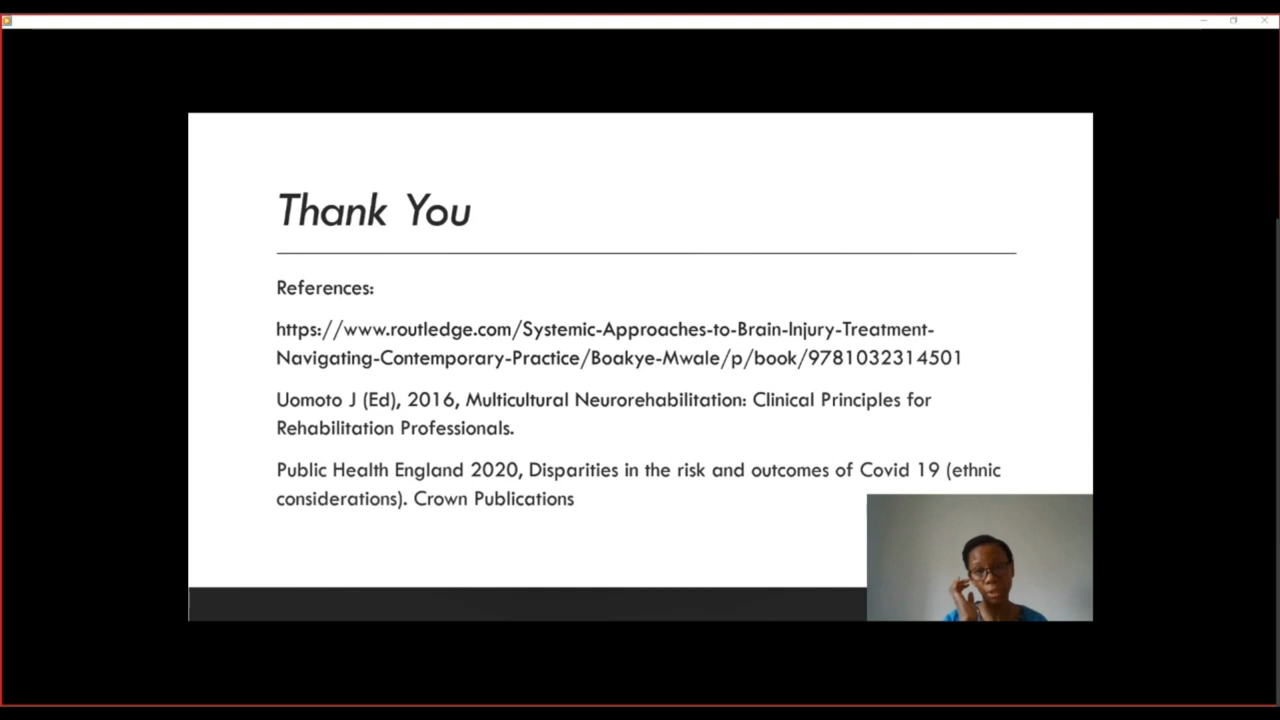 Thank You
References:
https://www.routledge.com/Systemic-Approaches-to-Brain-Injury-Treatment-
Navigating-Contemporary-Practice/Boakye-Mwale/p/book/9781032314501
Uomoto J (Ed), 2016, Multicultural Neurorehabilitation: Clinical Principles for
Rehabilitation Professionals.
Public Health England 2020, Disparities in the risk and outcomes of Covid 19 (ethnic
considerations). Crown Publications